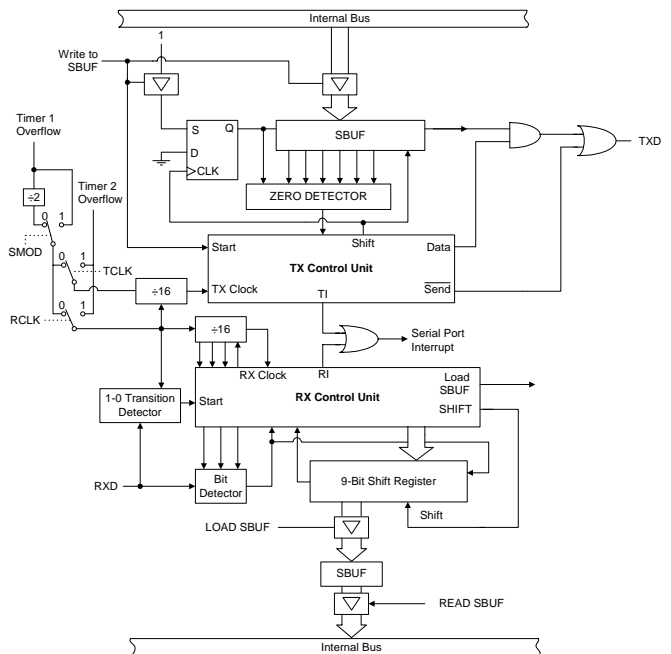 Internal Bus
1
Write to
SBUF
Timer 1
Overflow
S
Q
D
CLK
SBUF
TXD
÷2
Timer 2
Overflow
ZERO DETECTOR
0
1
SMOD
Start
Shift
Data
TX Control Unit
0
1
TCLK
÷16
TX Clock
TI
Send
RCLK
0
1
÷16
Serial Port
Interrupt
RX Clock
RI
Load
SBUF
1-0 Transition
Detector
Start
RX Control Unit
SHIFT
RXD
Bit
Detector
9-Bit Shift Register
Shift
LOAD SBUF
SBUF
READ SBUF
Internal Bus